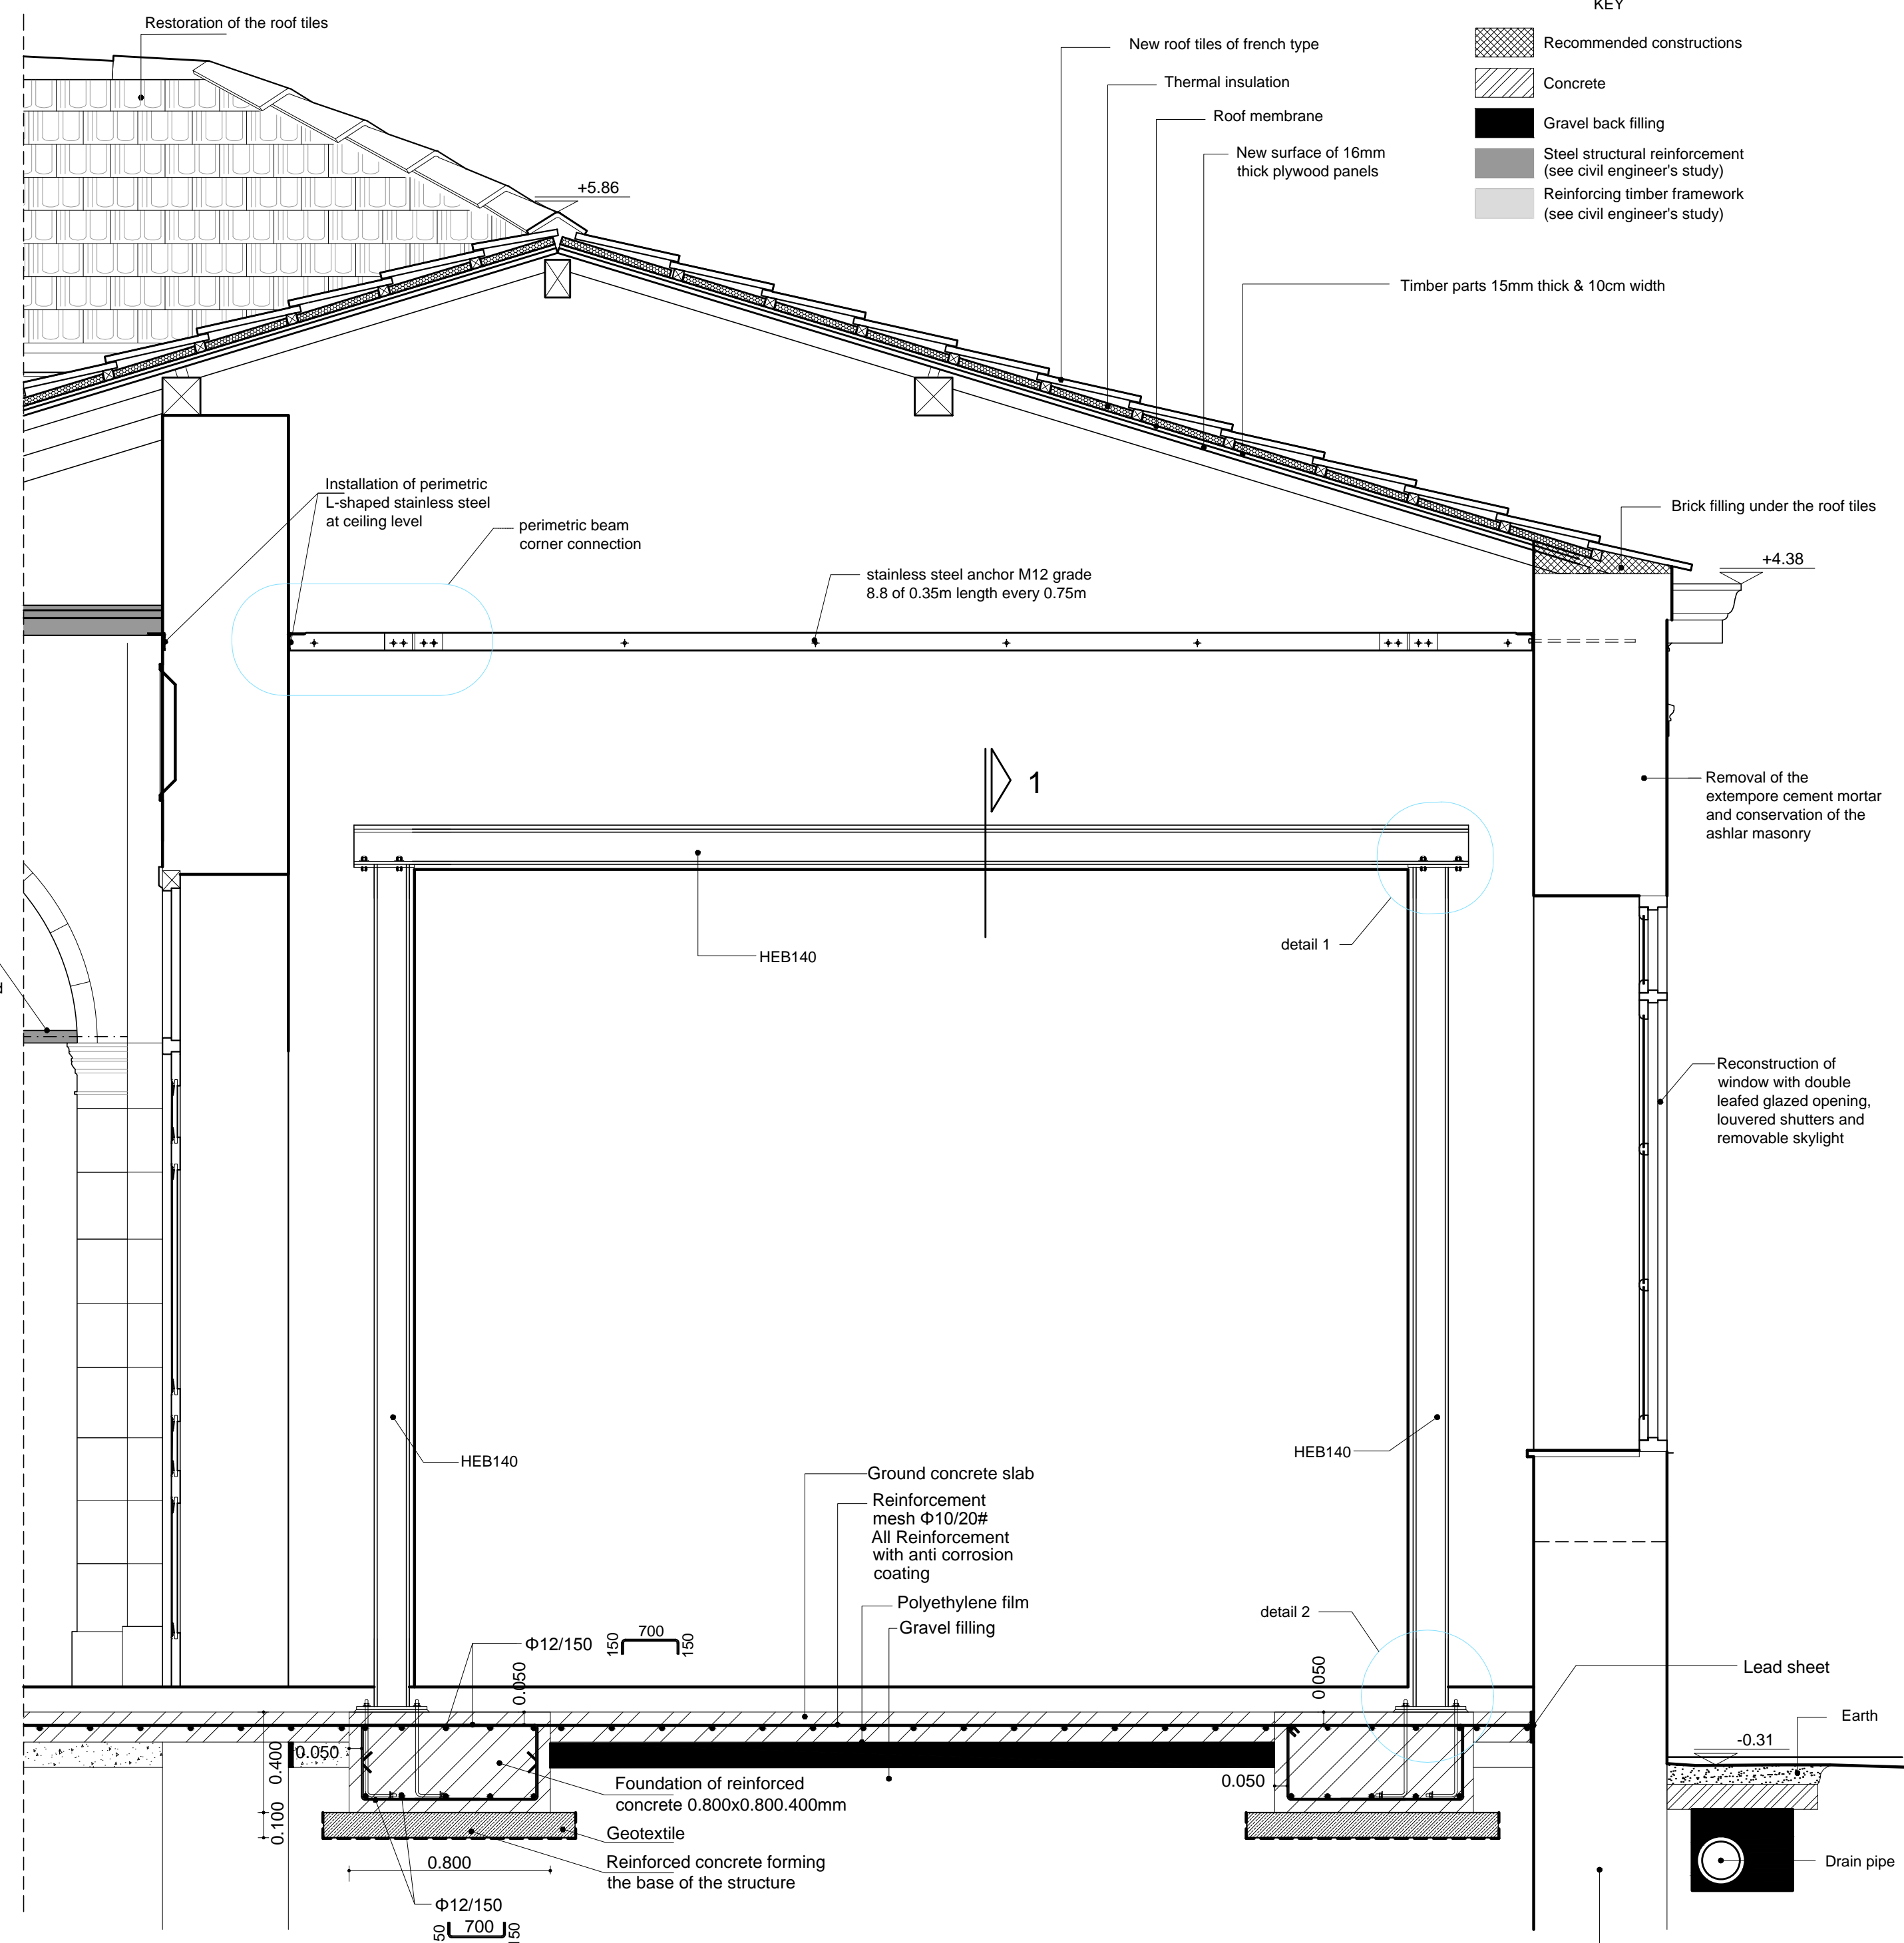 KEY
Recommended constructions
Concrete
Gravel back filling
Steel structural reinforcement
(see civil engineer's study)
Reinforcing timber framework
(see civil engineer's study)
Restoration of the roof tiles
New roof tiles of french type
Thermal insulation
Roof membrane
New surface of 16mm
thick plywood panels
+5.86
Timber parts 15mm thick & 10cm width
Installation of perimetric
L-shaped stainless steel
at ceiling level
perimetric beam
corner connection
stainless steel anchor M12 grade
8.8 of 0.35m length every 0.75m
Brick filling under the roof tiles
+4.38
1
Removal of the
extempore cement mortar
and conservation of the
ashlar masonry
HEB140
detail 1
d
Reconstruction of
window with double
leafed glazed opening,
louvered shutters and
removable skylight
HEB140
HEB140
Ground concrete slab
Reinforcement
mesh Φ10/20#
All Reinforcement
with anti corrosion
coating
Polyethylene film
Gravel filling
detail 2
Φ12/150
150
700
150
0.050
0.050
Lead sheet
Earth
-0.31
0.400
0.050
0.050
0.100
Foundation of reinforced
concrete 0.800x0.800.400mm
Geotextile
Reinforced concrete forming
the base of the structure
0.800
Drain pipe
Φ12/150
50
700
150